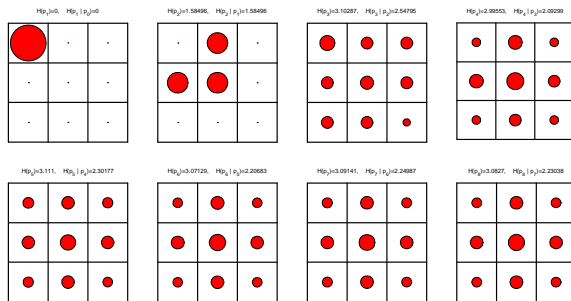 H(p₁)=0, H(p₁ | p₀)=0
H(p₂)=1.58496, H(p₂ | p₁)=1.58496
H(p₃)=3.10287, H(p₃ | p₂)=2.54795
H(p₄)=2.99553, H(p₄ | p₃)=2.09299
H(p₅)=3.111, H(p₅ | p₄)=2.30177
H(p₆)=3.07129, H(p₆ | p₅)=2.20683
H(p₇)=3.09141, H(p₇ | p₆)=2.24987
H(p₈)=3.0827, H(p₈ | p₇)=2.23038